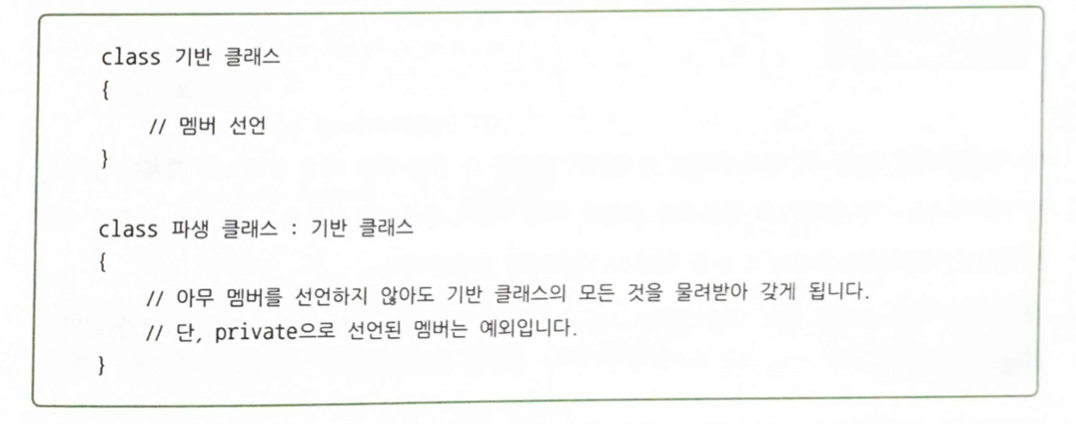 class 기반 클래스
{
// 멤버 선언
}
class 파생 클래스 : 기반 클래스
{
// 아무 멤버를 선언하지 않아도 기반 클래스의 모든 것을 물려받아 갖게 됩니다.
// 단, private으로 선언된 멤버는 예외입니다.
}